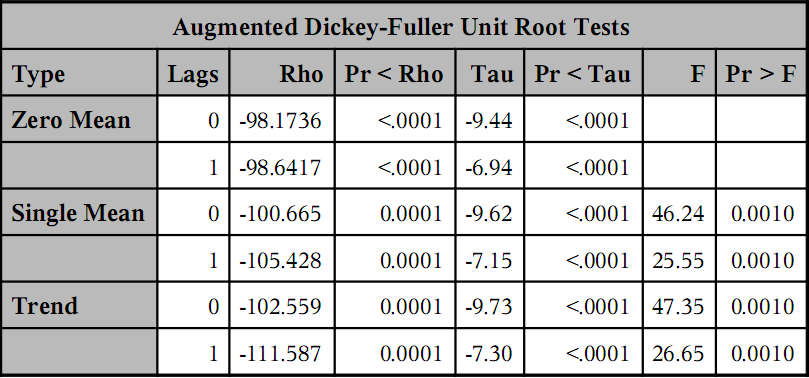 Augmented Dickey-Fuller Unit Root Tests
Type Lags Rho Pr < Rho Tau Pr < Tau F Pr > F
Zero Mean 0 -98.1736 <.0001 -9.44 <.0001
1 -98.6417 <.0001 -6.94 <.0001
Single Mean 0 -100.665 0.0001 -9.62 <.0001 46.24 0.0010
1 -105.428 0.0001 -7.15 <.0001 25.55 0.0010
Trend 0 -102.559 0.0001 -9.73 <.0001 47.35 0.0010
1 -111.587 0.0001 -7.30 <.0001 26.65 0.0010